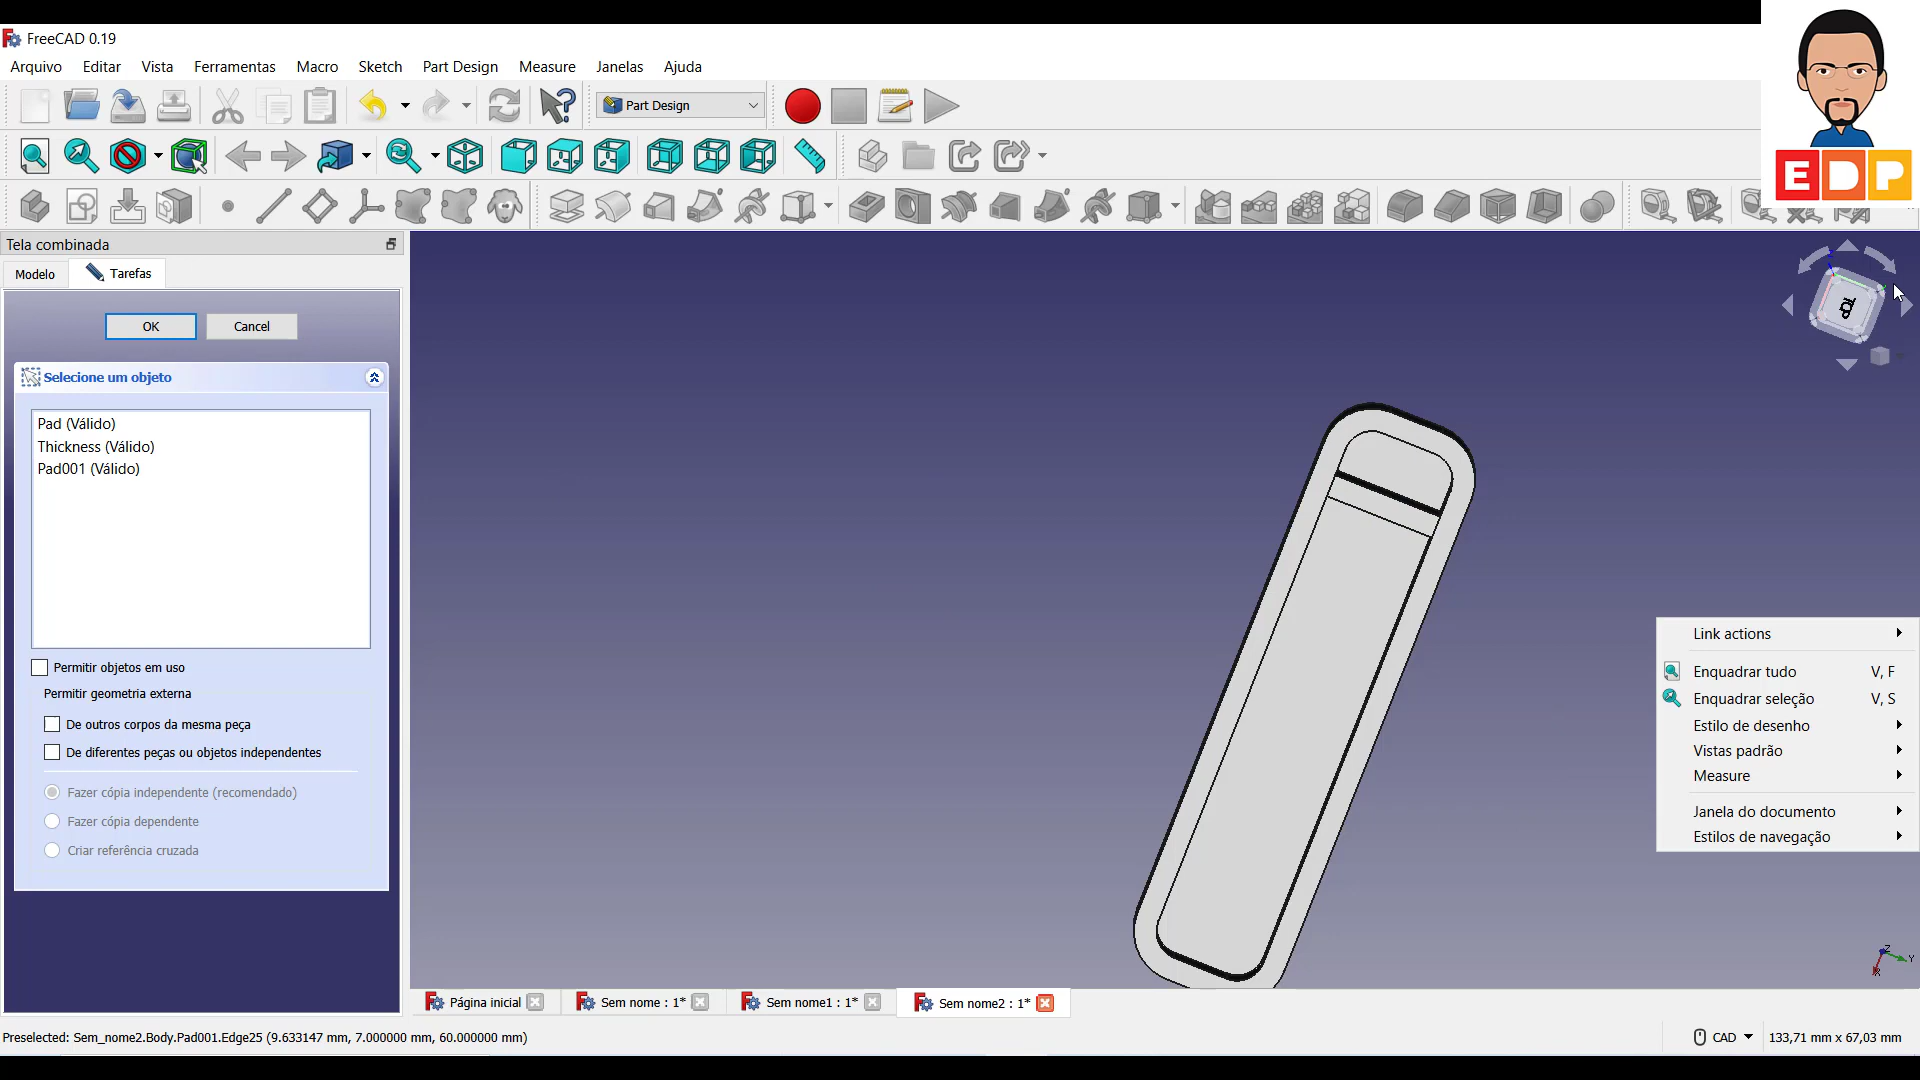 FreeCAD 0.19
Arquivo Editar Vista Ferramentas Macro Sketch Part Design Measure Janelas Ajuda
Part Design
EDP
Tela combinada
Modelo Tarefas
OK Cancel
Selecione um objeto
Pad (Válido)
Thickness (Válido)
Pad001 (Válido)
Permitir objetos em uso
Permitir geometria externa
De outros corpos da mesma peça
De diferentes peças ou objetos independentes
Fazer cópia independente (recomendado)
Fazer cópia dependente
Criar referência cruzada
TOP
Link actions
Enquadrar tudo V, F
Enquadrar seleção V, S
Estilo de desenho
Vistas padrão
Measure
Janela do documento
Estilos de navegação
Z
Y
X
Página inicial Sem nome : 1* Sem nome1 : 1* Sem nome2 : 1*
Preselected: Sem_nome2.Body.Pad001.Edge25 (9.633147 mm, 7.000000 mm, 60.000000 mm)
CAD 133,71 mm x 67,03 mm